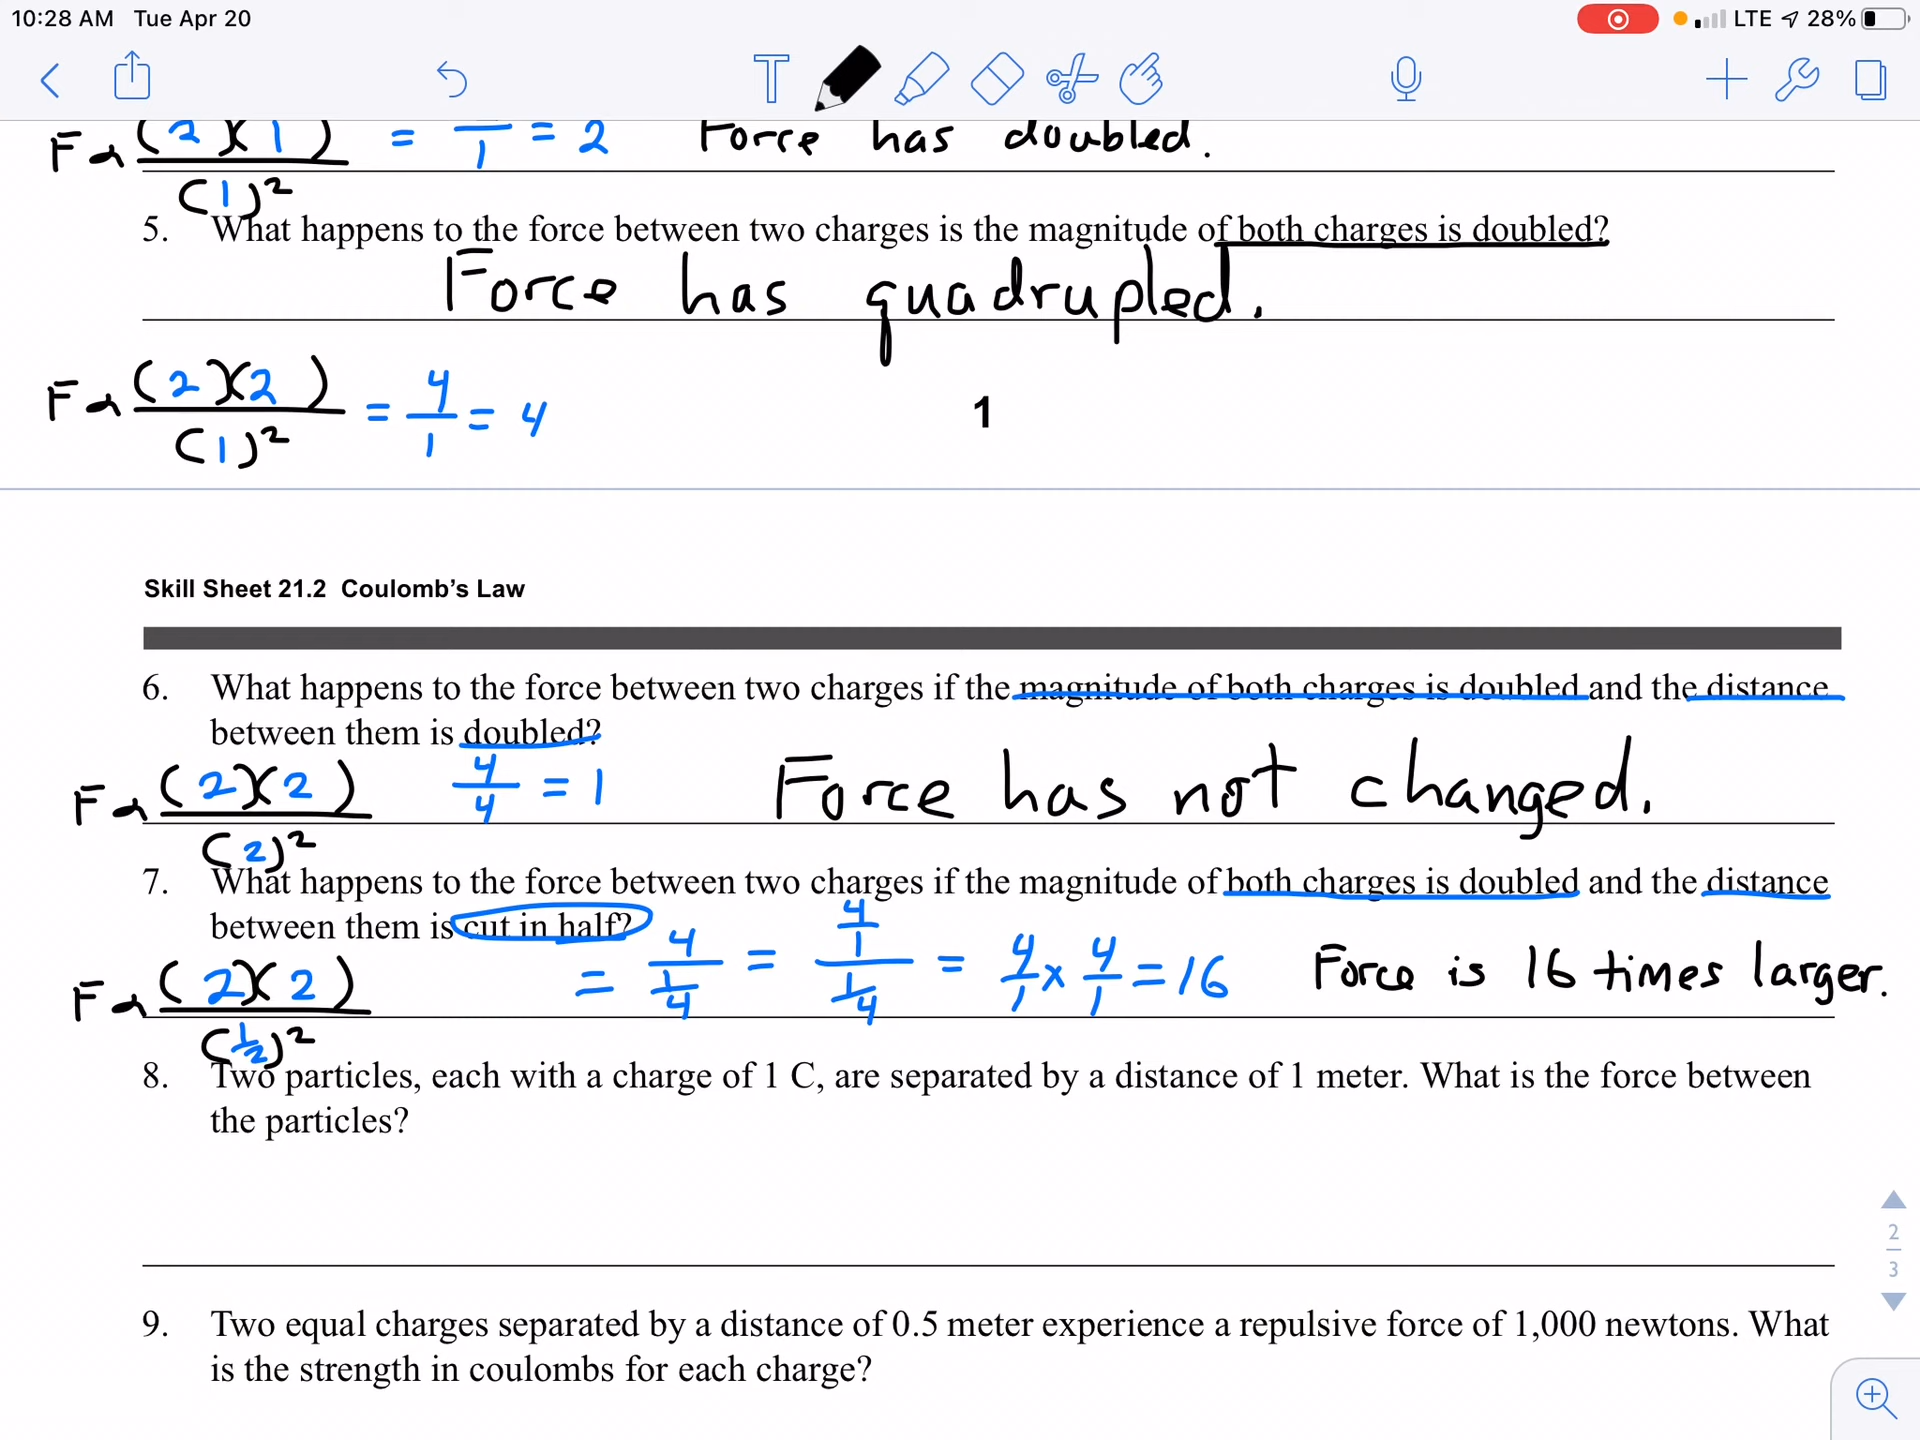 10:28 AM Tue Apr 20 LTE 28%
T
F α (2)(1) = /1 = 2 Force has doubled.
(1)²
5. What happens to the force between two charges is the magnitude of both charges is doubled?
Force has quadrupled.
F α (2)(2) = 4/1 = 4
(1)²
1
Skill Sheet 21.2 Coulomb's Law
6. What happens to the force between two charges if the magnitude of both charges is doubled and the distance
between them is doubled?
F α (2)(2) 4/4 = 1 Force has not changed.
(2)²
7. What happens to the force between two charges if the magnitude of both charges is doubled and the distance
between them is cut in half?
F α (2)(2) = 4/(1/4) = (4/1)/(1/4) = 4/1 x 4/1 = 16 Force is 16 times larger.
(1/2)²
8. Two particles, each with a charge of 1 C, are separated by a distance of 1 meter. What is the force between
the particles?
2
3
9. Two equal charges separated by a distance of 0.5 meter experience a repulsive force of 1,000 newtons. What
is the strength in coulombs for each charge?